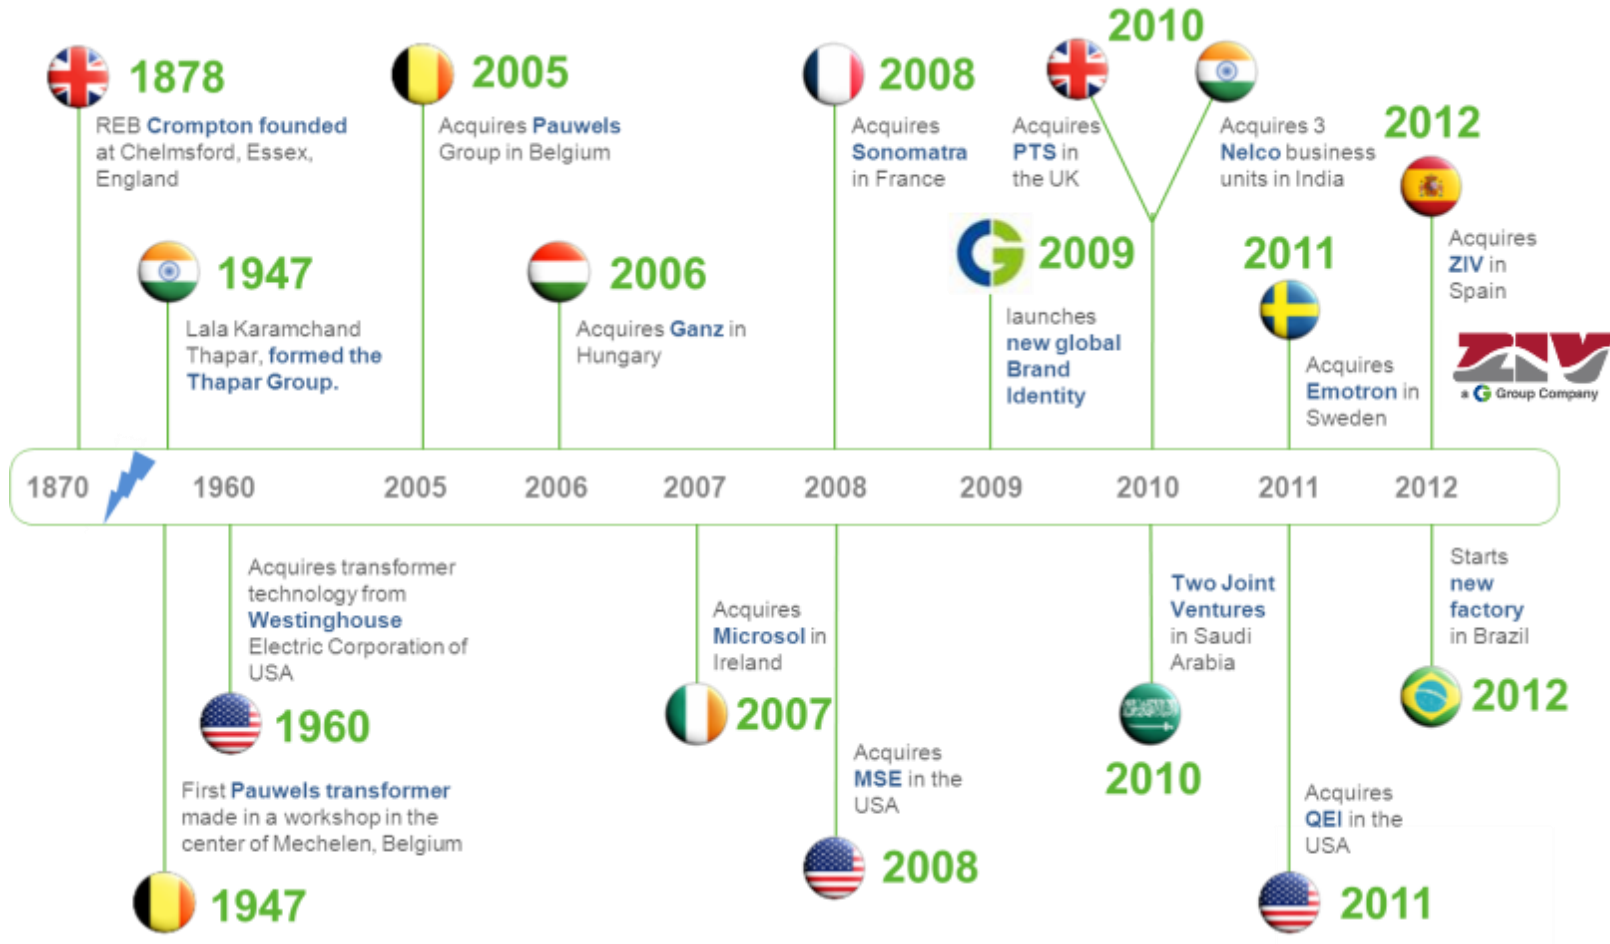 1878
REB Crompton founded
at Chelmsford, Essex,
England
1947
Lala Karamchand
Thapar, formed the
Thapar Group.
2005
Acquires Pauwels
Group in Belgium
2006
Acquires Ganz in
Hungary
2008
Acquires
Sonomatra
in France
2009
launches
new global
Brand
Identity
2010
Acquires
PTS in
the UK
Acquires 3
Nelco business
units in India
2011
Acquires
Emotron in
Sweden
2012
Acquires
ZIV in
Spain
ZIV
a G Group Company
1870 1960 2005 2006 2007 2008 2009 2010 2011 2012
Acquires transformer
technology from
Westinghouse
Electric Corporation of
USA
1960
First Pauwels transformer
made in a workshop in the
center of Mechelen, Belgium
1947
Acquires
Microsol in
Ireland
2007
Acquires
MSE in the
USA
2008
Two Joint
Ventures
in Saudi
Arabia
2010
Acquires
QEI in the
USA
2011
Starts
new
factory
in Brazil
2012